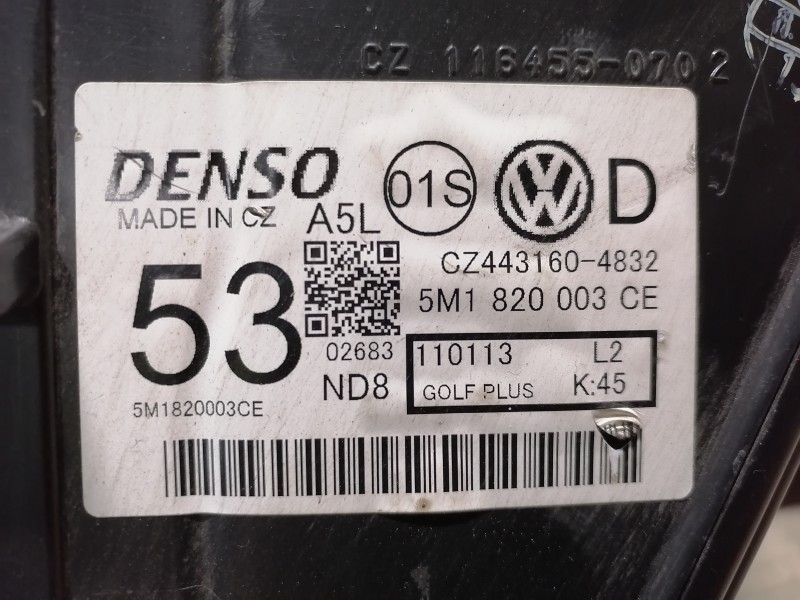 CZ 116455-0702
DENSO
01S
D
MADE IN CZ
A5L
53
CZ443160-4832
5M1 820 003 CE
02683
ND8
110113 L2
GOLF PLUS K:45
5M1820003CE